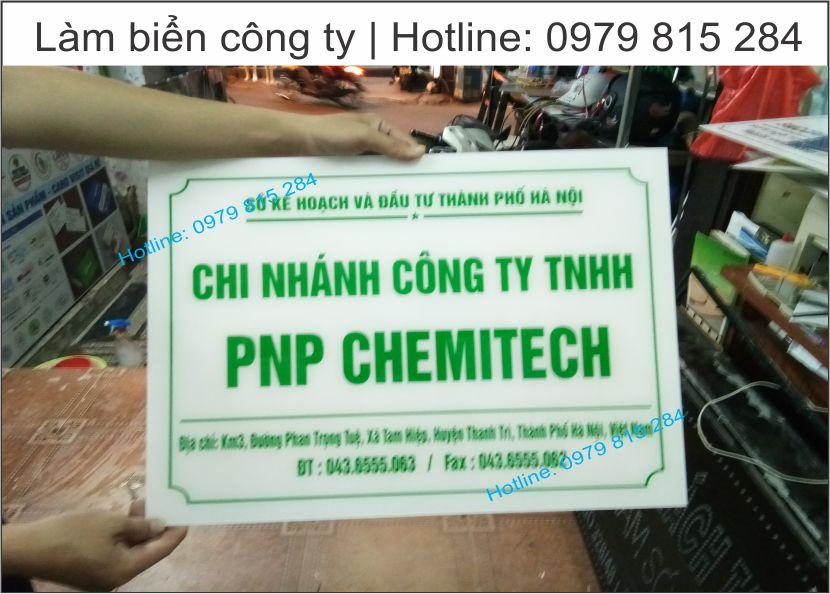 Làm biển công ty | Hotline: 0979 815 284
SỞ KẾ HOẠCH VÀ ĐẦU TƯ THÀNH PHỐ HÀ NỘI
Hotline: 0979 815 284
CHI NHÁNH CÔNG TY TNHH
PNP CHEMITECH
Địa chỉ: Km3, Đường Phan Trọng Tuệ, Xã Tam Hiệp, Huyện Thanh Trì, Thành Phố Hà Nội, Việt Nam
ĐT : 043.6555.063 / Fax : 043.6555.062
Hotline: 0979 815 284